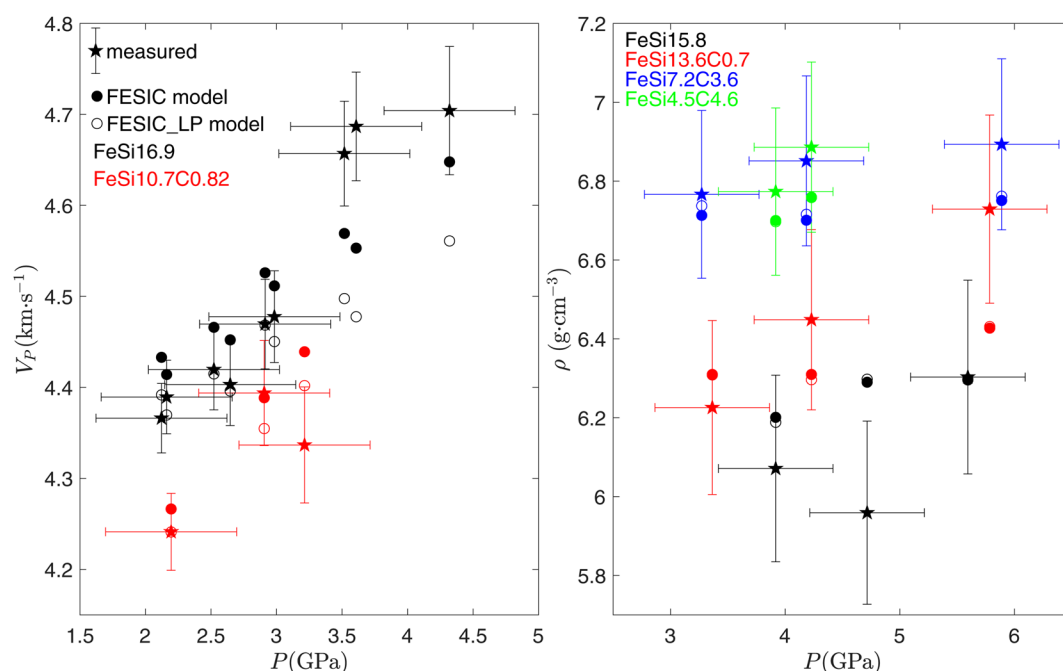 4.8
4.7
4.6
4.5
4.4
4.3
4.2
V_P(km·s⁻¹)
measured
FESIC model
FESIC_LP model
FeSi16.9
FeSi10.7C0.82
1.5 2 2.5 3 3.5 4 4.5 5
P(GPa)
7.2
7
6.8
6.6
6.4
6.2
6
5.8
ρ (g·cm⁻³)
FeSi15.8
FeSi13.6C0.7
FeSi7.2C3.6
FeSi4.5C4.6
3 4 5 6
P(GPa)